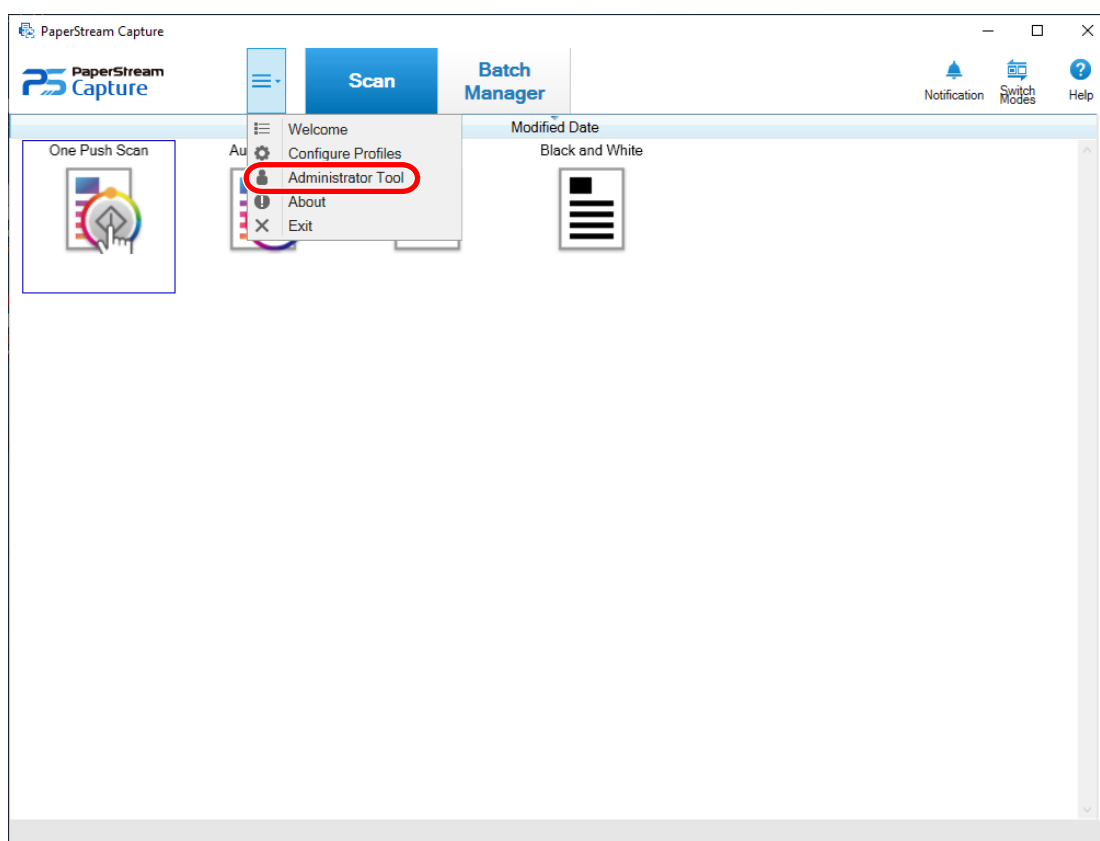 PaperStream Capture
PaperStream
Capture
Scan
Batch
Manager
Notification
Switch
Modes
Help
Modified Date
Welcome
Configure Profiles
Administrator Tool
About
Exit
One Push Scan
Au
Black and White